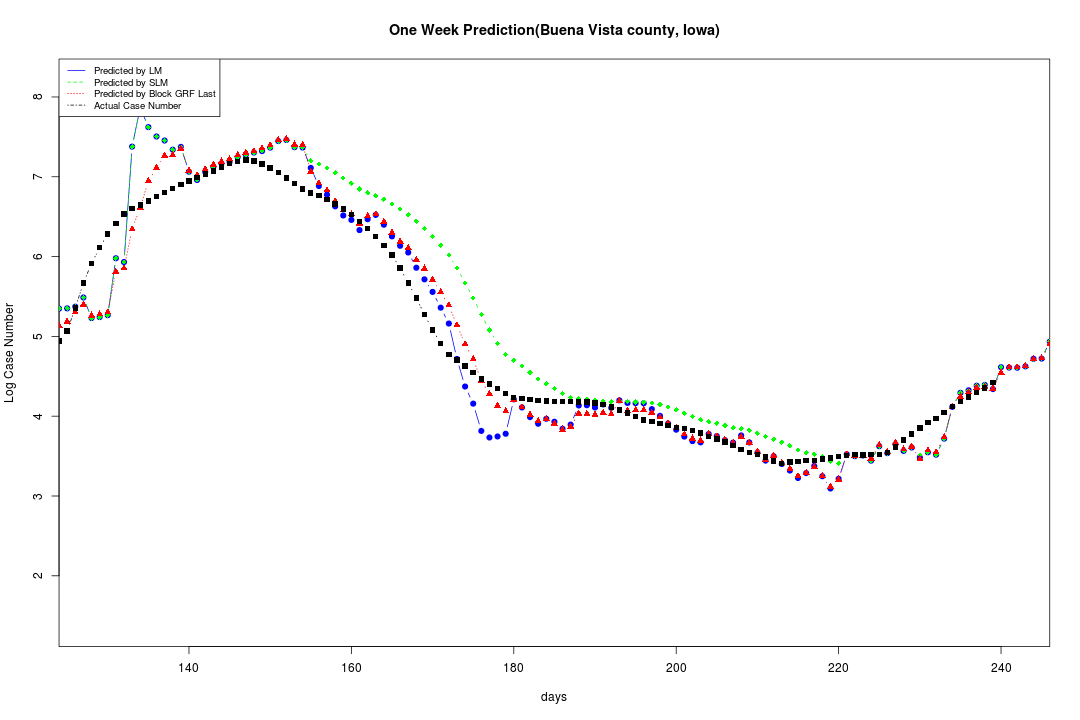 One Week Prediction(Buena Vista county, Iowa)
Predicted by LM
Predicted by SLM
Predicted by Block GRF Last
Actual Case Number
Log Case Number
8
7
6
5
4
3
2
140 160 180 200 220 240
days